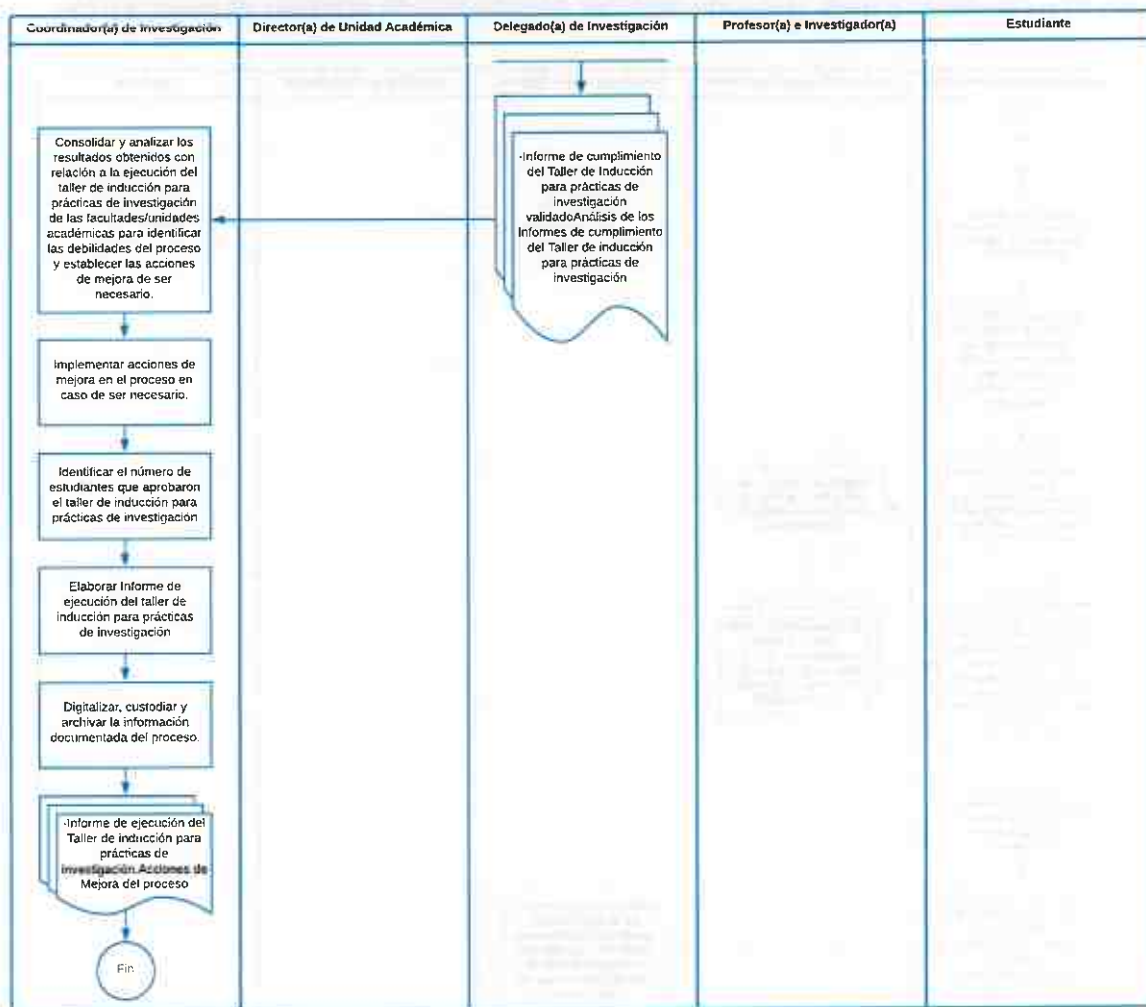 Coordinador(a) de Investigación
Director(a) de Unidad Académica
Delegado(a) de Investigación
Profesor(a) e Investigador(a)
Estudiante
-Informe de cumplimiento
del Taller de Inducción
para prácticas de
investigación
validadoAnálisis de los
Informes de cumplimiento
del Taller de inducción
para prácticas de
investigación
Consolidar y analizar los
resultados obtenidos con
relación a la ejecución del
taller de inducción para
prácticas de investigación
de las facultades/unidades
académicas para identificar
las debilidades del proceso
y establecer las acciones
de mejora de ser
necesario.
Implementar acciones de
mejora en el proceso en
caso de ser necesario.
Identificar el número de
estudiantes que aprobaron
el taller de inducción para
prácticas de investigación
Elaborar Informe de
ejecución del taller de
inducción para prácticas
de investigación
Digitalizar, custodiar y
archivar la información
documentada del proceso.
-Informe de ejecución del
Taller de inducción para
prácticas de
investigación.Acciones de
Mejora del proceso
Fin